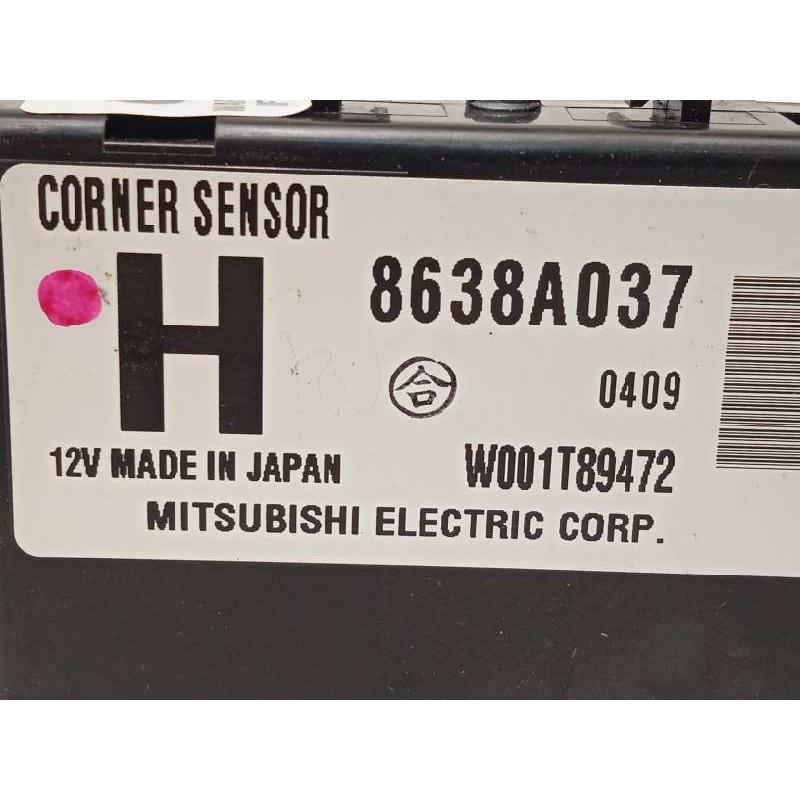 CORNER SENSOR
H
8638A037
合
0409
12V MADE IN JAPAN
W001T89472
MITSUBISHI ELECTRIC CORP.